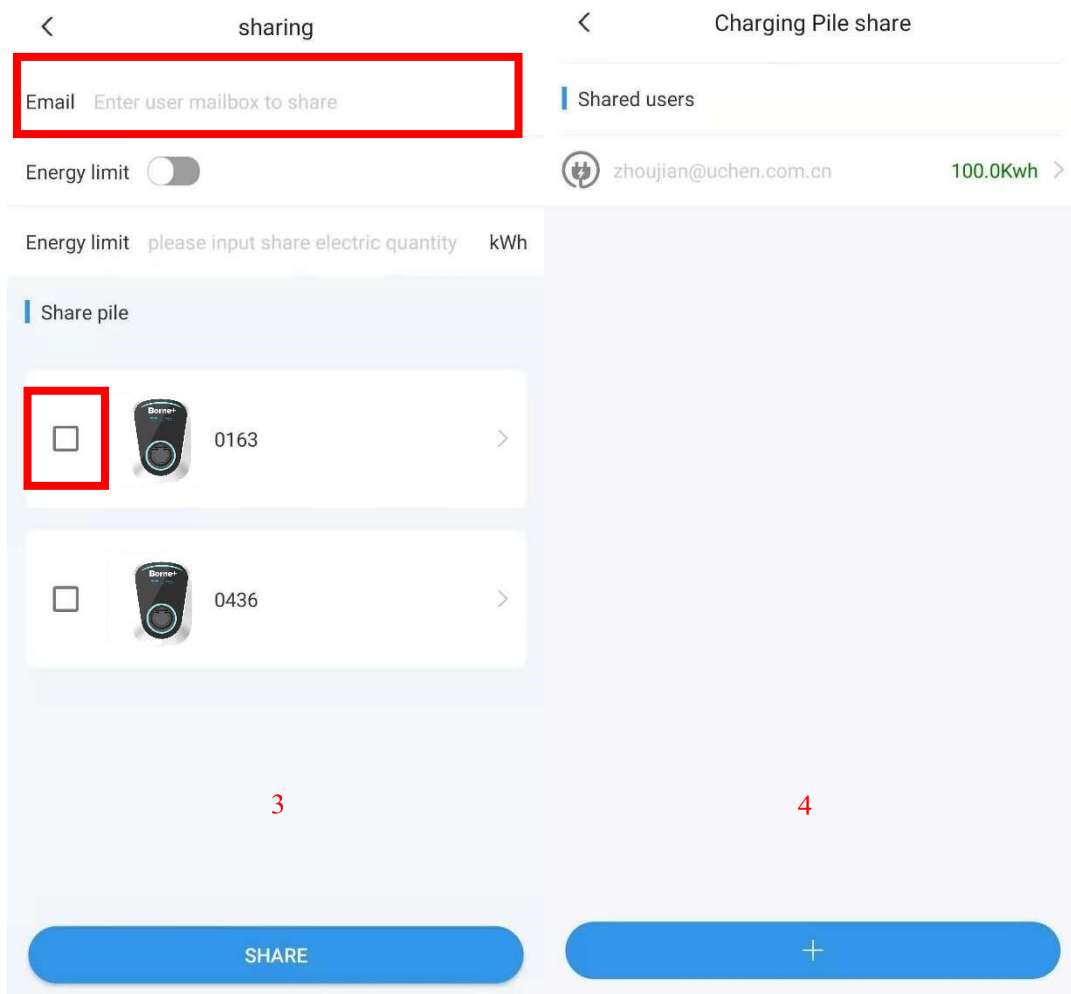 sharing
Email Enter user mailbox to share
Energy limit
Energy limit please input share electric quantity kWh
Share pile
Borne+
0163
Borne+
0436
3
SHARE
Charging Pile share
Shared users
zhoujian@uchen.com.cn 100.0Kwh
4
+